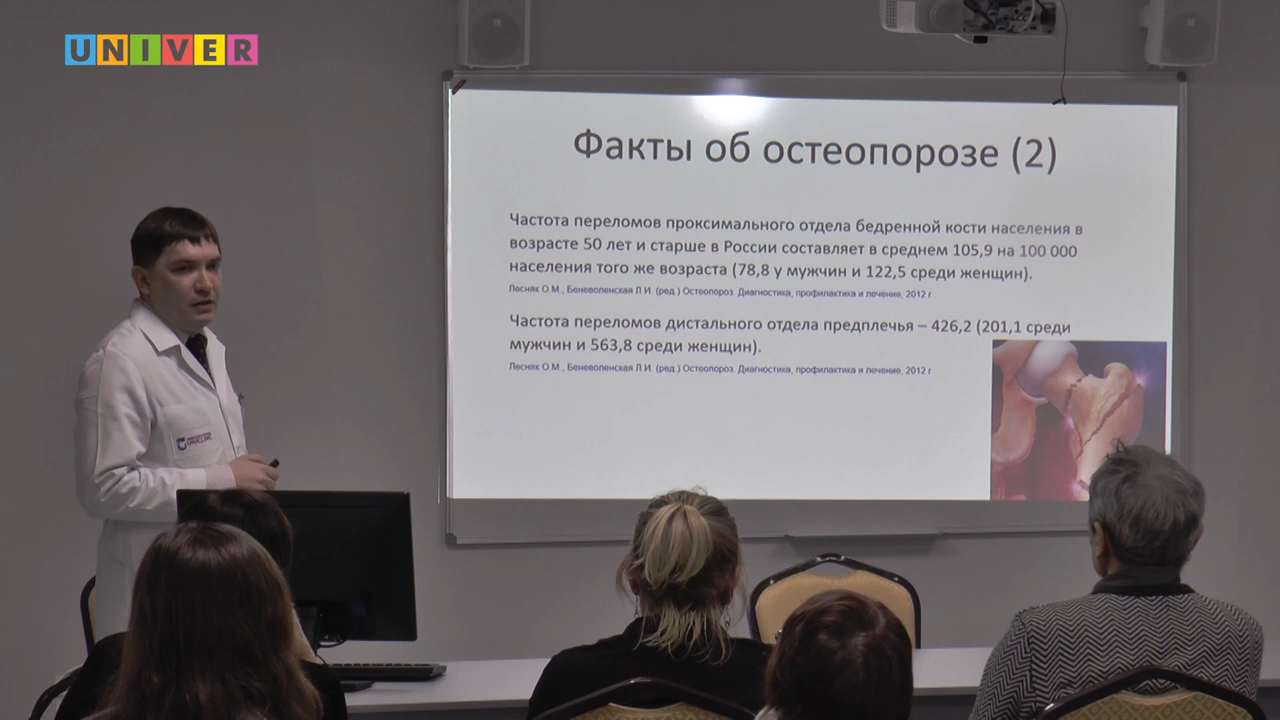 UNIVER
Факты об остеопорозе (2)
Частота переломов проксимального отдела бедренной кости населения в
возрасте 50 лет и старше в России составляет в среднем 105,9 на 100 000
населения того же возраста (78,8 у мужчин и 122,5 среди женщин).
Лесняк О.М., Беневоленская Л.И. (ред.) Остеопороз. Диагностика, профилактика и лечение, 2012 г
Частота переломов дистального отдела предплечья – 426,2 (201,1 среди
мужчин и 563,8 среди женщин).
Лесняк О.М., Беневоленская Л.И. (ред.) Остеопороз. Диагностика, профилактика и лечение, 2012 г